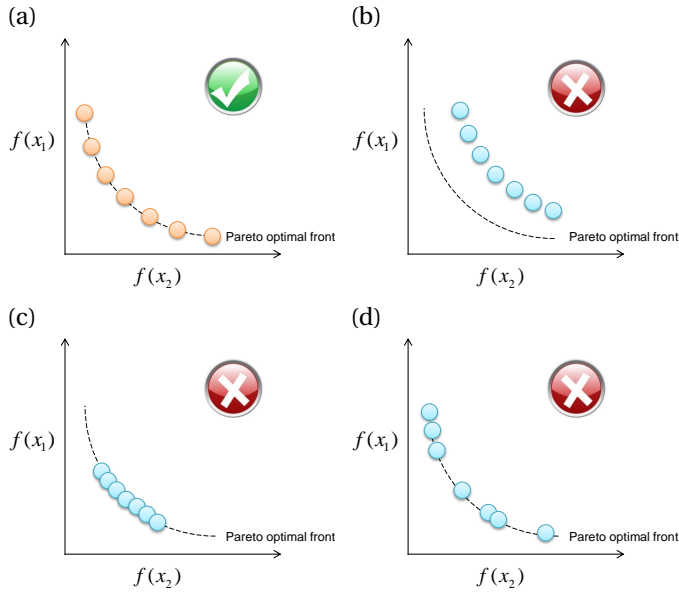 (a)
f(x₁)
Pareto optimal front
f(x₂)
(b)
f(x₁)
Pareto optimal front
f(x₂)
(c)
f(x₁)
Pareto optimal front
f(x₂)
(d)
f(x₁)
Pareto optimal front
f(x₂)